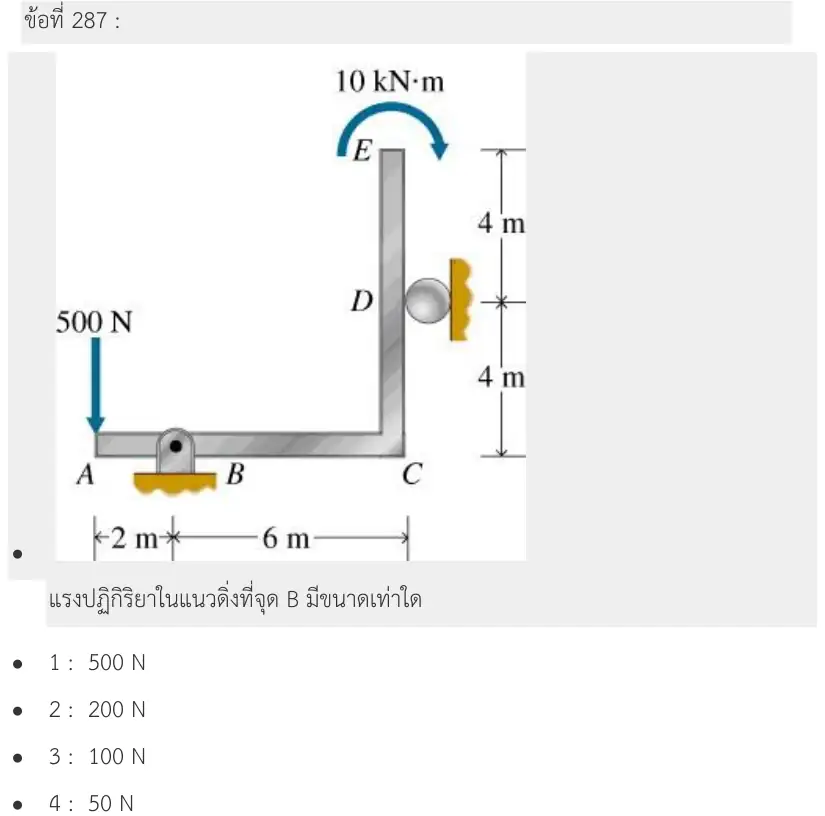 ข้อที่ 287 :
10 kN·m
E
4 m
D
500 N
4 m
A
B
C
2 m
6 m
แรงปฏิกิริยาในแนวดิ่งที่จุด B มีขนาดเท่าใด
1 : 500 N
2 : 200 N
3 : 100 N
4 : 50 N